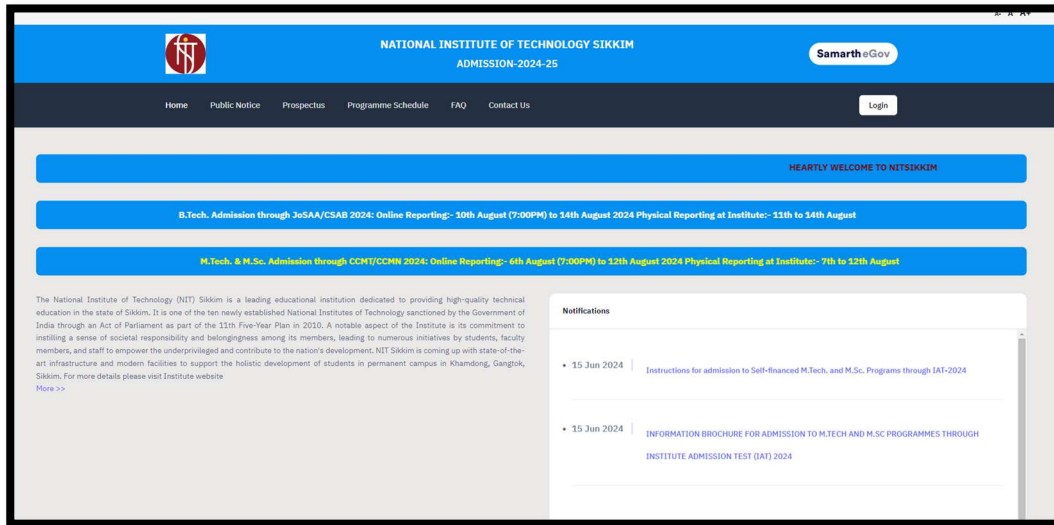 A- A A+
NATIONAL INSTITUTE OF TECHNOLOGY SIKKIM
ADMISSION-2024-25
Samarth eGov
Home Public Notice Prospectus Programme Schedule FAQ Contact Us Login
HEARTLY WELCOME TO NITSIKKIM
B.Tech. Admission through JoSAA/CSAB 2024: Online Reporting:- 10th August (7:00PM) to 14th August 2024 Physical Reporting at Institute:- 11th to 14th August
M.Tech. & M.Sc. Admission through CCMT/CCMN 2024: Online Reporting:- 6th August (7:00PM) to 12th August 2024 Physical Reporting at Institute:- 7th to 12th August
The National Institute of Technology (NIT) Sikkim is a leading educational institution dedicated to providing high-quality technical
education in the state of Sikkim. It is one of the ten newly established National Institutes of Technology sanctioned by the Government of
India through an Act of Parliament as part of the 11th Five-Year Plan in 2010. A notable aspect of the Institute is its commitment to
instilling a sense of societal responsibility and belongingness among its members, leading to numerous initiatives by students, faculty
members, and staff to empower the underprivileged and contribute to the nation's development. NIT Sikkim is coming up with state-of-the-
art infrastructure and modern facilities to support the holistic development of students in permanent campus in Khamdong, Gangtok,
Sikkim. For more details please visit Institute website
More >>
Notifications
• 15 Jun 2024 Instructions for admission to Self-financed M.Tech. and M.Sc. Programs through IAT-2024
• 15 Jun 2024 INFORMATION BROCHURE FOR ADMISSION TO M.TECH AND M.SC PROGRAMMES THROUGH
INSTITUTE ADMISSION TEST (IAT) 2024